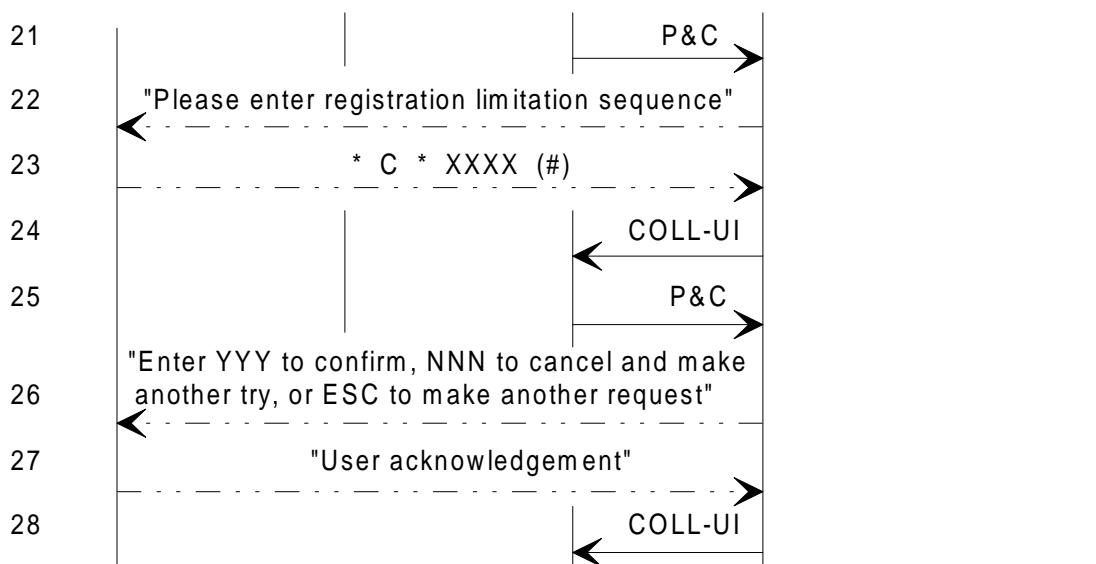 21 P&C
22 "Please enter registration limitation sequence"
23 * C * XXXX (#)
24 COLL-UI
25 P&C
"Enter YYY to confirm, NNN to cancel and make
26 another try, or ESC to make another request"
27 "User acknowledgement"
28 COLL-UI